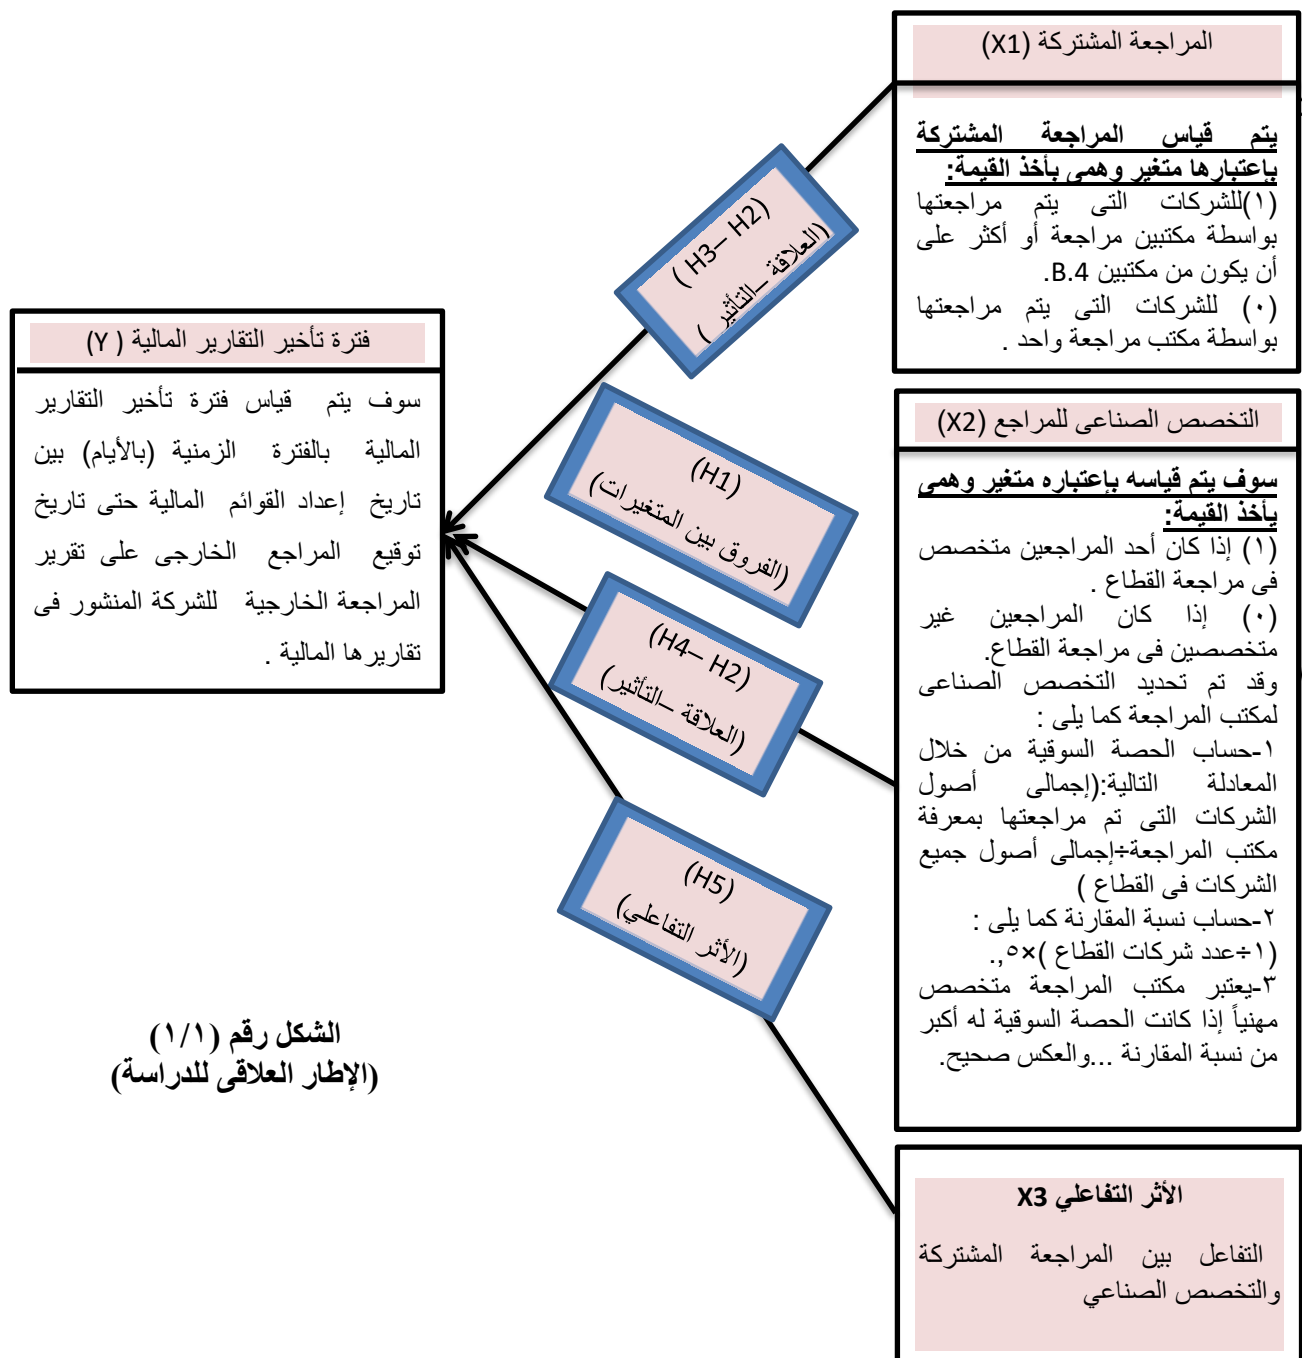 المراجعة المشتركة (X1)
يتم قياس المراجعة المشتركة
بإعتبارها متغير وهمى بأخذ القيمة:
(١)للشركات التى يتم مراجعتها
بواسطة مكتبين مراجعة أو أكثر على
أن يكون من مكتبين B.4.
(٠) للشركات التى يتم مراجعتها
بواسطة مكتب مراجعة واحد .
التخصص الصناعى للمراجع (X2)
سوف يتم قياسه بإعتباره متغير وهمى
يأخذ القيمة:
(١) إذا كان أحد المراجعين متخصص
فى مراجعة القطاع .
(٠) إذا كان المراجعين غير
متخصصين فى مراجعة القطاع.
وقد تم تحديد التخصص الصناعى
لمكتب المراجعة كما يلى :
١-حساب الحصة السوقية من خلال
المعادلة التالية:(إجمالى أصول
الشركات التى تم مراجعتها بمعرفة
مكتب المراجعة÷إجمالى أصول جميع
الشركات فى القطاع )
٢-حساب نسبة المقارنة كما يلى :
(١÷عدد شركات القطاع )×٥,.
٣-يعتبر مكتب المراجعة متخصص
مهنياً إذا كانت الحصة السوقية له أكبر
من نسبة المقارنة ...والعكس صحيح.
الأثر التفاعلي X3
التفاعل بين المراجعة المشتركة
والتخصص الصناعي
(H3– H2 )
(العلاقة –التأثير )
(H1)
(الفروق بين المتغيرات)
(H4– H2)
(العلاقة –التأثير)
(H5)
(الأثر التفاعلي)
فترة تأخير التقارير المالية (Y )
سوف يتم قياس فترة تأخير التقارير
المالية بالفترة الزمنية (بالأيام) بين
تاريخ إعداد القوائم المالية حتى تاريخ
توقيع المراجع الخارجى على تقرير
المراجعة الخارجية للشركة المنشور فى
تقاريرها المالية .
الشكل رقم (١/١)
(الإطار العلاقى للدراسة)